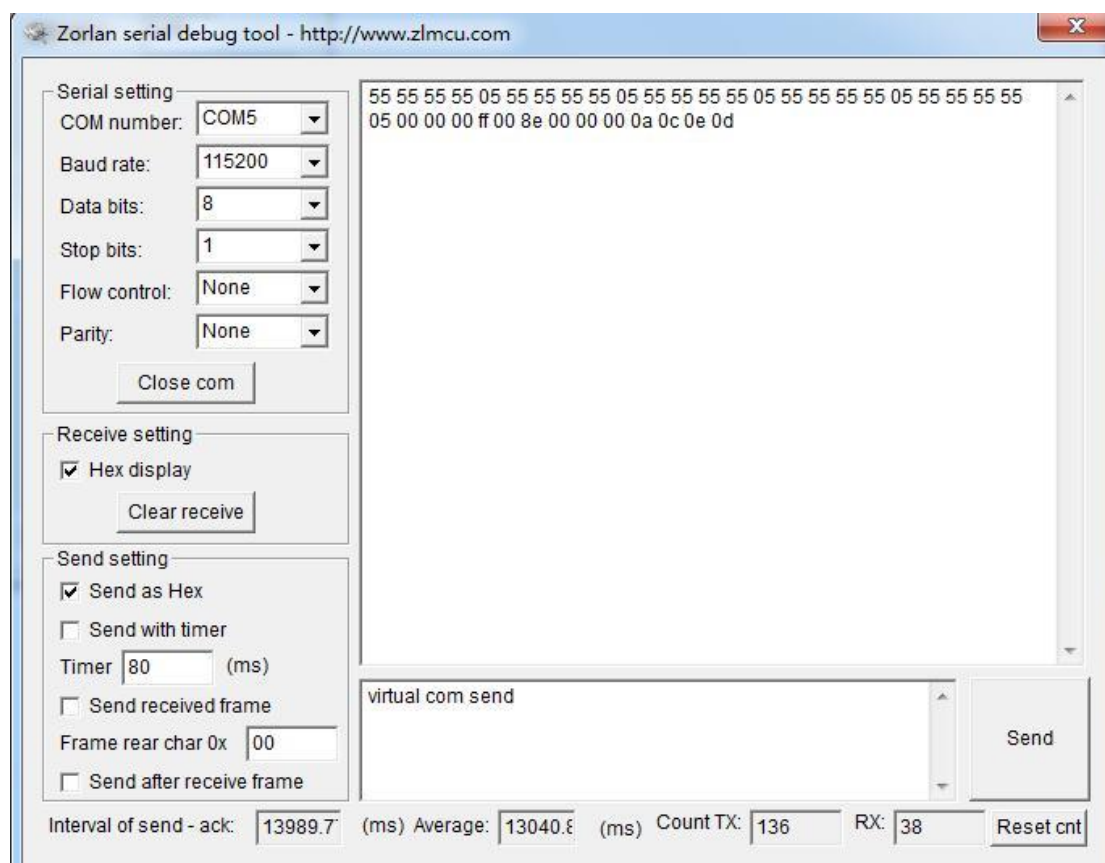 Zorlan serial debug tool - http://www.zlmcu.com
Serial setting
COM number: COM5
Baud rate: 115200
Data bits: 8
Stop bits: 1
Flow control: None
Parity: None
Close com
Receive setting
Hex display
Clear receive
Send setting
Send as Hex
Send with timer
Timer 80 (ms)
Send received frame
Frame rear char 0x 00
Send after receive frame
55 55 55 55 05 55 55 55 55 05 55 55 55 55 05 55 55 55 55 05 55 55 55 55
05 00 00 00 ff 00 8e 00 00 00 0a 0c 0e 0d
virtual com send
Send
Interval of send - ack: 13989.7 (ms) Average: 13040.8 (ms) Count TX: 136 RX: 38 Reset cnt